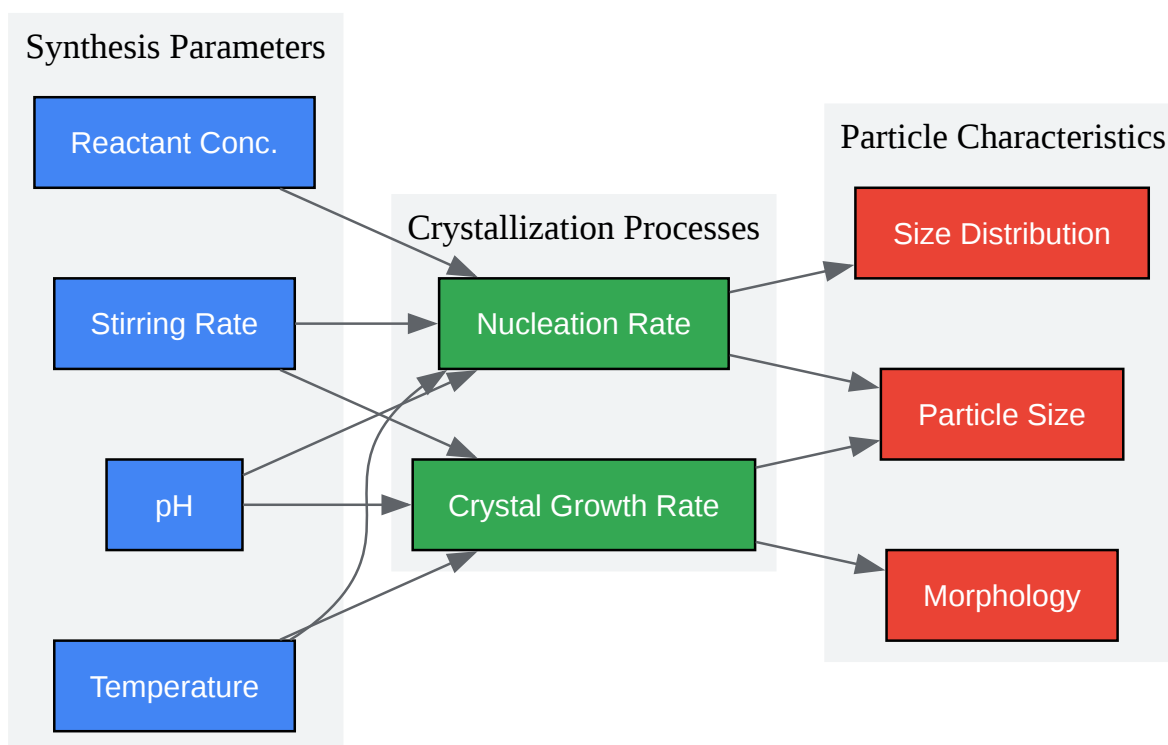 Synthesis Parameters
Reactant Conc.
Stirring Rate
pH
Temperature
Crystallization Processes
Nucleation Rate
Crystal Growth Rate
Particle Characteristics
Size Distribution
Particle Size
Morphology